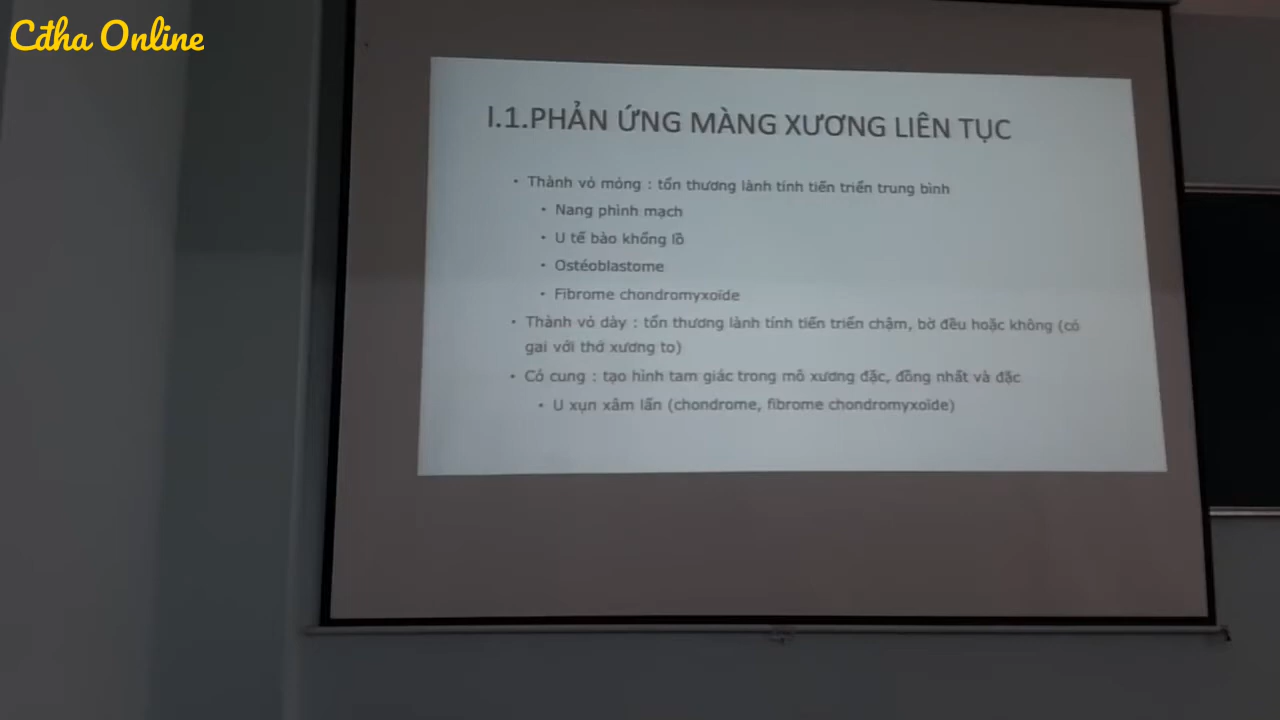 Cđha Online
I.1.PHẢN ỨNG MÀNG XƯƠNG LIÊN TỤC
• Thành vỏ mỏng : tổn thương lành tính tiến triển trung bình
• Nang phình mạch
• U tế bào khổng lồ
• Ostéoblastome
• Fibrome chondromyxoïde
• Thành vỏ dày : tổn thương lành tính tiến triển chậm, bờ đều hoặc không (có
gai với thớ xương to)
• Có cung : tạo hình tam giác trong mô xương đặc, đồng nhất và đặc
• U xụn xâm lấn (chondrome, fibrome chondromyxoïde)